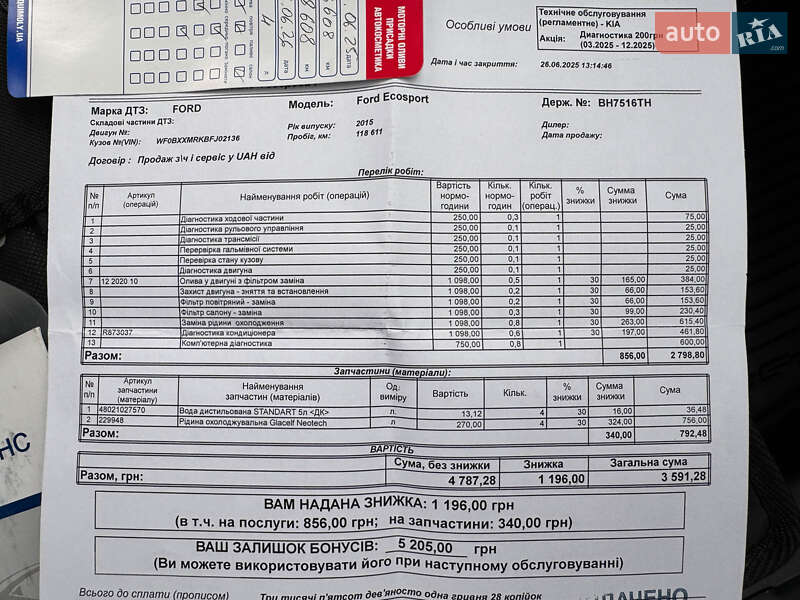 QUIMOLY.UA
МОТОРНІ ОЛИВИ
ПРИСАДКИ
АВТОКОСМЕТИКА
Особливі умови
Технічне обслуговування
(регламентне) - KIA
Акція: Диагностика 200грн
(03.2025 - 12.2025)
auto RIA
.com
Дата і час закриття: 26.06.2025 13:14:46
Марка ДТЗ: FORD Модель: Ford Ecosport Держ. №: BH7516TH
Складові частини ДТЗ:
Двигун №: Рік випуску: 2015 Дилер:
Кузов №(VIN): WF0BXXMRKBFJ02136 Пробіг, км: 118 611 Дата продажу:
Договір : Продаж з\ч і сервіс у UAH від
Перелік робіт:
№ п/п Артикул (операцій) Найменування робіт (операцій) Вартість нормо-години Кільк. нормо-годин Кільк. робіт (операц.) % знижки Сумма знижки Сума
1 Діагностика ходової частини 250,00 0,3 1 75,00
2 Діагностика рульового управління 250,00 0,1 1 25,00
3 Діагностика трансмісії 250,00 0,1 1 25,00
4 Перевірка гальмівної системи 250,00 0,1 1 25,00
5 Перевірка стану кузову 250,00 0,1 1 25,00
6 Діагностика двигуна 250,00 0,1 1 25,00
7 12 2020 10 Олива у двигуні з фільтром заміна 1 098,00 0,5 1 30 165,00 384,00
8 Захист двигуна - зняття та встановлення 1 098,00 0,2 1 30 66,00 153,60
9 Фільтр повітряний - заміна 1 098,00 0,2 1 30 66,00 153,60
10 Фільтр салону - заміна 1 098,00 0,3 1 30 99,00 230,40
11 Заміна рідини охолодження 1 098,00 0,8 1 30 263,00 615,40
12 R873037 Діагностика кондиціонера 1 098,00 0,6 1 30 197,00 461,80
13 Комп'ютерна діагностика 750,00 0,8 1 600,00
Разом: 856,00 2 798,80
Запчастини (матеріали):
№ п/п Артикул запчастини (матеріалу) Найменування запчастин (матеріалів) Од. виміру Вартість Кільк. % знижки Сумма знижки Сума
1 48021027570 Вода дистильована STANDART 5л <ДК> л. 13,12 4 30 16,00 36,48
2 229948 Рідина охолоджувальна Glacelf Neotech л 270,00 4 30 324,00 756,00
Разом: 340,00 792,48
ВАРТІСТЬ
Сума, без знижки Знижка Загальна сума
Разом, грн: 4 787,28 1 196,00 3 591,28
ВАМ НАДАНА ЗНИЖКА: 1 196,00 грн
(в т.ч. на послуги: 856,00 грн; на запчастини: 340,00 грн)
ВАШ ЗАЛИШОК БОНУСІВ: 5 205,00 грн
(Ви можете використовувати його при наступному обслуговуванні)
Всього до сплати (прописом) Три тисячі п'ятсот дев'яносто одна гривня 28 копійок